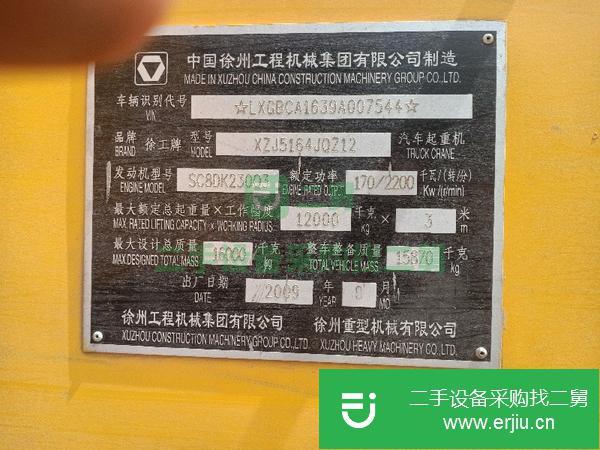 中国徐州工程机械集团有限公司制造
MADE IN XUZHOU CHINA CONSTRUCTION MACHINERY GROUP CO.,LTD.
车辆识别代号 ☆LXGBCA1639A007544☆
VIN
品牌 徐工牌 型号 XZJ5164JQZ12 汽车起重机
BRAND MODEL TRUCK CRANE
发动机型号 SC8DK230Q3 额定功率 170/2200 千瓦/(转/分)
ENGINE MODEL ENGINE RATED OUTPUT Kw/(r/min)
最大额定总起重量×工作幅度 12000 千克 × 3 米
MAX.RATED LIFTING CAPACITY × WORKING RADIUS. kg m
最大设计总质量 16000 千克 整车整备质量 15870 千克
MAX.DESIGNED TOTAL MASS kg TOTAL VEHICLE MASS kg
出厂日期 2009 年 月
DATE YEAR MO
徐州工程机械集团有限公司 徐州重型机械有限公司
XUZHOU CONSTRUCTION MACHINERY GROUP CO.,LTD. XUZHOU HEAVY MACHINERY CO.,LTD.
二手设备采购找二舅
www.erjiu.cn